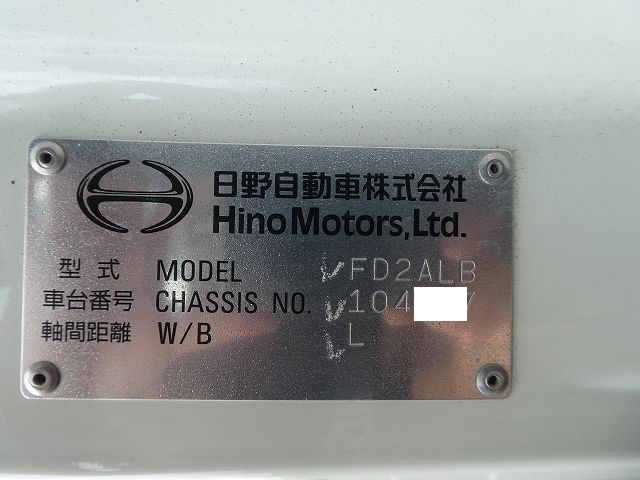 日野自動車株式会社
Hino Motors, Ltd.
型式 MODEL FD2ALB
車台番号 CHASSIS NO. 104 7
軸間距離 W/B L